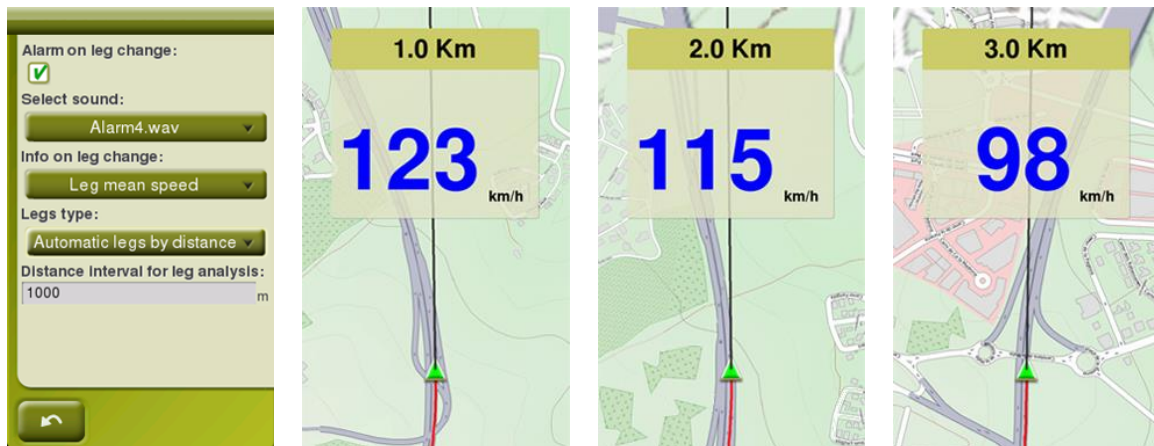 Alarm on leg change:
Select sound:
Alarm4.wav
Info on leg change:
Leg mean speed
Legs type:
Automatic legs by distance
Distance interval for leg analysis:
1000
m
1.0 Km
123
km/h
2.0 Km
115
km/h
3.0 Km
98
km/h